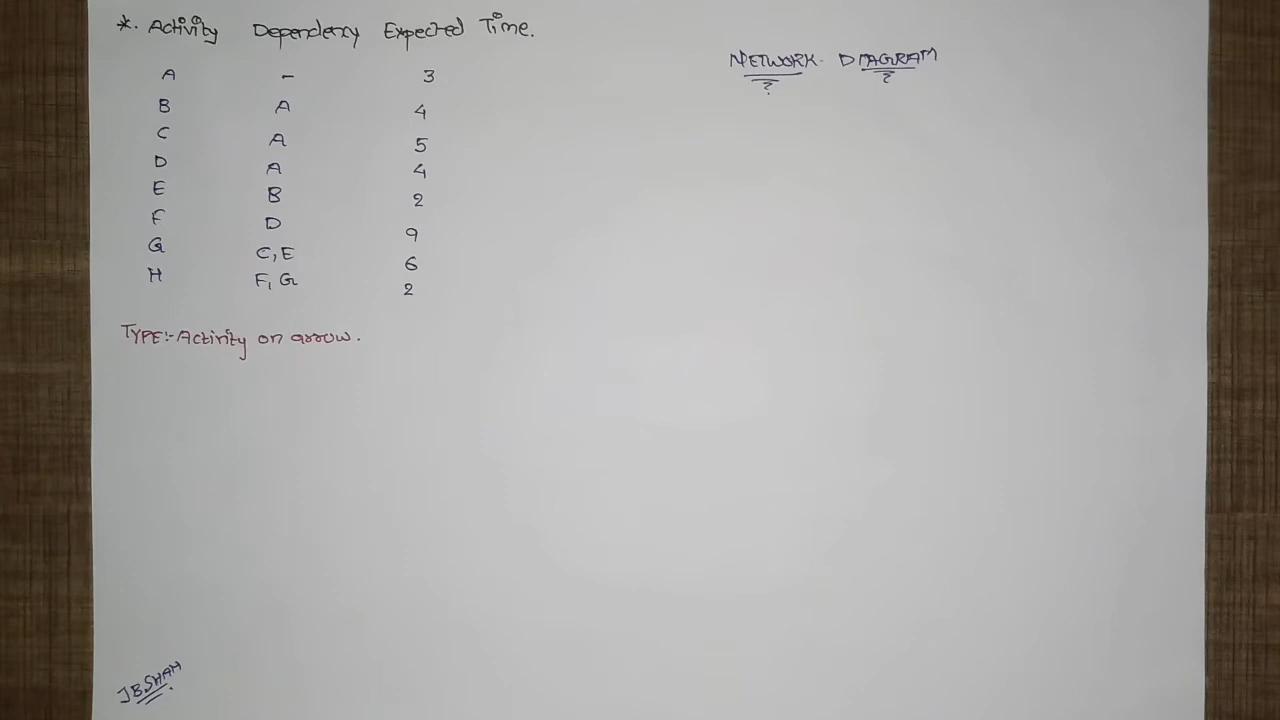 *. Activity Dependency Expected Time.
A - 3
B A 4
C A 5
D A 4
E B 2
F D 9
G C, E 6
H F, G 2
NETWORK DIAGRAM
? ?
TYPE:- Activity on arrow.
JBSHAH